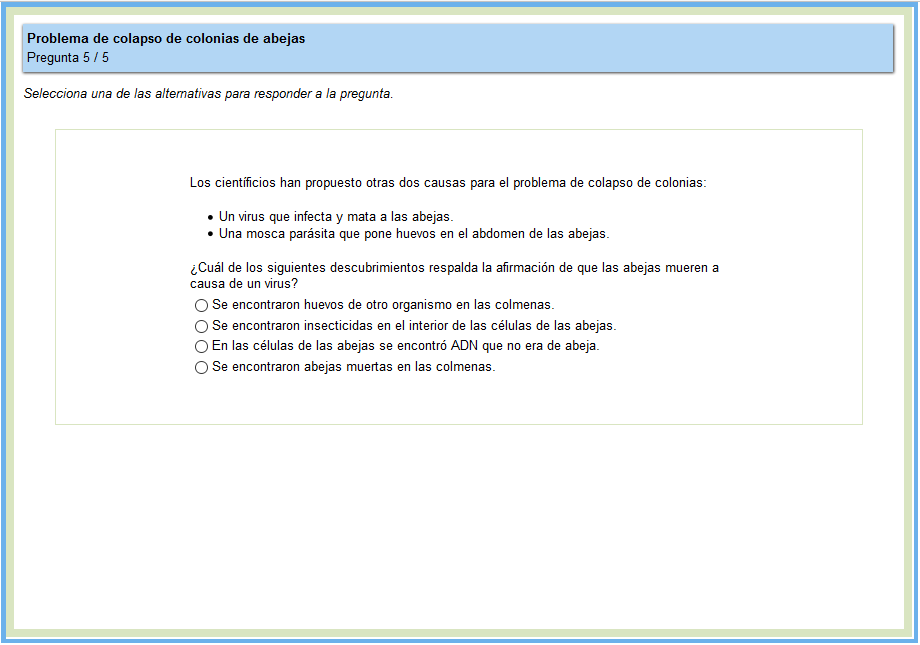 Problema de colapso de colonias de abejas
Pregunta 5 / 5
Selecciona una de las alternativas para responder a la pregunta.
Los científicios han propuesto otras dos causas para el problema de colapso de colonias:
• Un virus que infecta y mata a las abejas.
• Una mosca parásita que pone huevos en el abdomen de las abejas.
¿Cuál de los siguientes descubrimientos respalda la afirmación de que las abejas mueren a
causa de un virus?
Se encontraron huevos de otro organismo en las colmenas.
Se encontraron insecticidas en el interior de las células de las abejas.
En las células de las abejas se encontró ADN que no era de abeja.
Se encontraron abejas muertas en las colmenas.